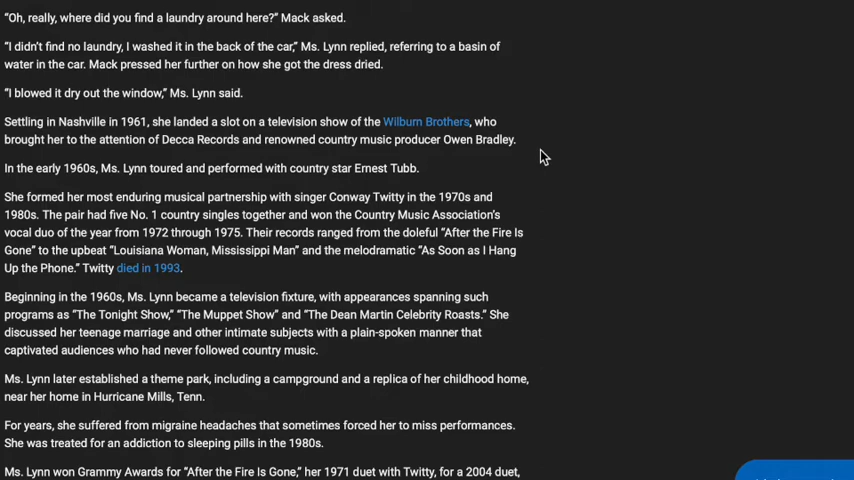 “Oh, really, where did you find a laundry around here?” Mack asked.
“I didn’t find no laundry, I washed it in the back of the car,” Ms. Lynn replied, referring to a basin of
water in the car. Mack pressed her further on how she got the dress dried.
“I blowed it dry out the window,” Ms. Lynn said.
Settling in Nashville in 1961, she landed a slot on a television show of the Wilburn Brothers, who
brought her to the attention of Decca Records and renowned country music producer Owen Bradley.
In the early 1960s, Ms. Lynn toured and performed with country star Ernest Tubb.
She formed her most enduring musical partnership with singer Conway Twitty in the 1970s and
1980s. The pair had five No. 1 country singles together and won the Country Music Association’s
vocal duo of the year from 1972 through 1975. Their records ranged from the doleful “After the Fire Is
Gone” to the upbeat “Louisiana Woman, Mississippi Man” and the melodramatic “As Soon as I Hang
Up the Phone.” Twitty died in 1993.
Beginning in the 1960s, Ms. Lynn became a television fixture, with appearances spanning such
programs as “The Tonight Show,” “The Muppet Show” and “The Dean Martin Celebrity Roasts.” She
discussed her teenage marriage and other intimate subjects with a plain-spoken manner that
captivated audiences who had never followed country music.
Ms. Lynn later established a theme park, including a campground and a replica of her childhood home,
near her home in Hurricane Mills, Tenn.
For years, she suffered from migraine headaches that sometimes forced her to miss performances.
She was treated for an addiction to sleeping pills in the 1980s.
Ms. Lynn won Grammy Awards for “After the Fire Is Gone,” her 1971 duet with Twitty, for a 2004 duet,